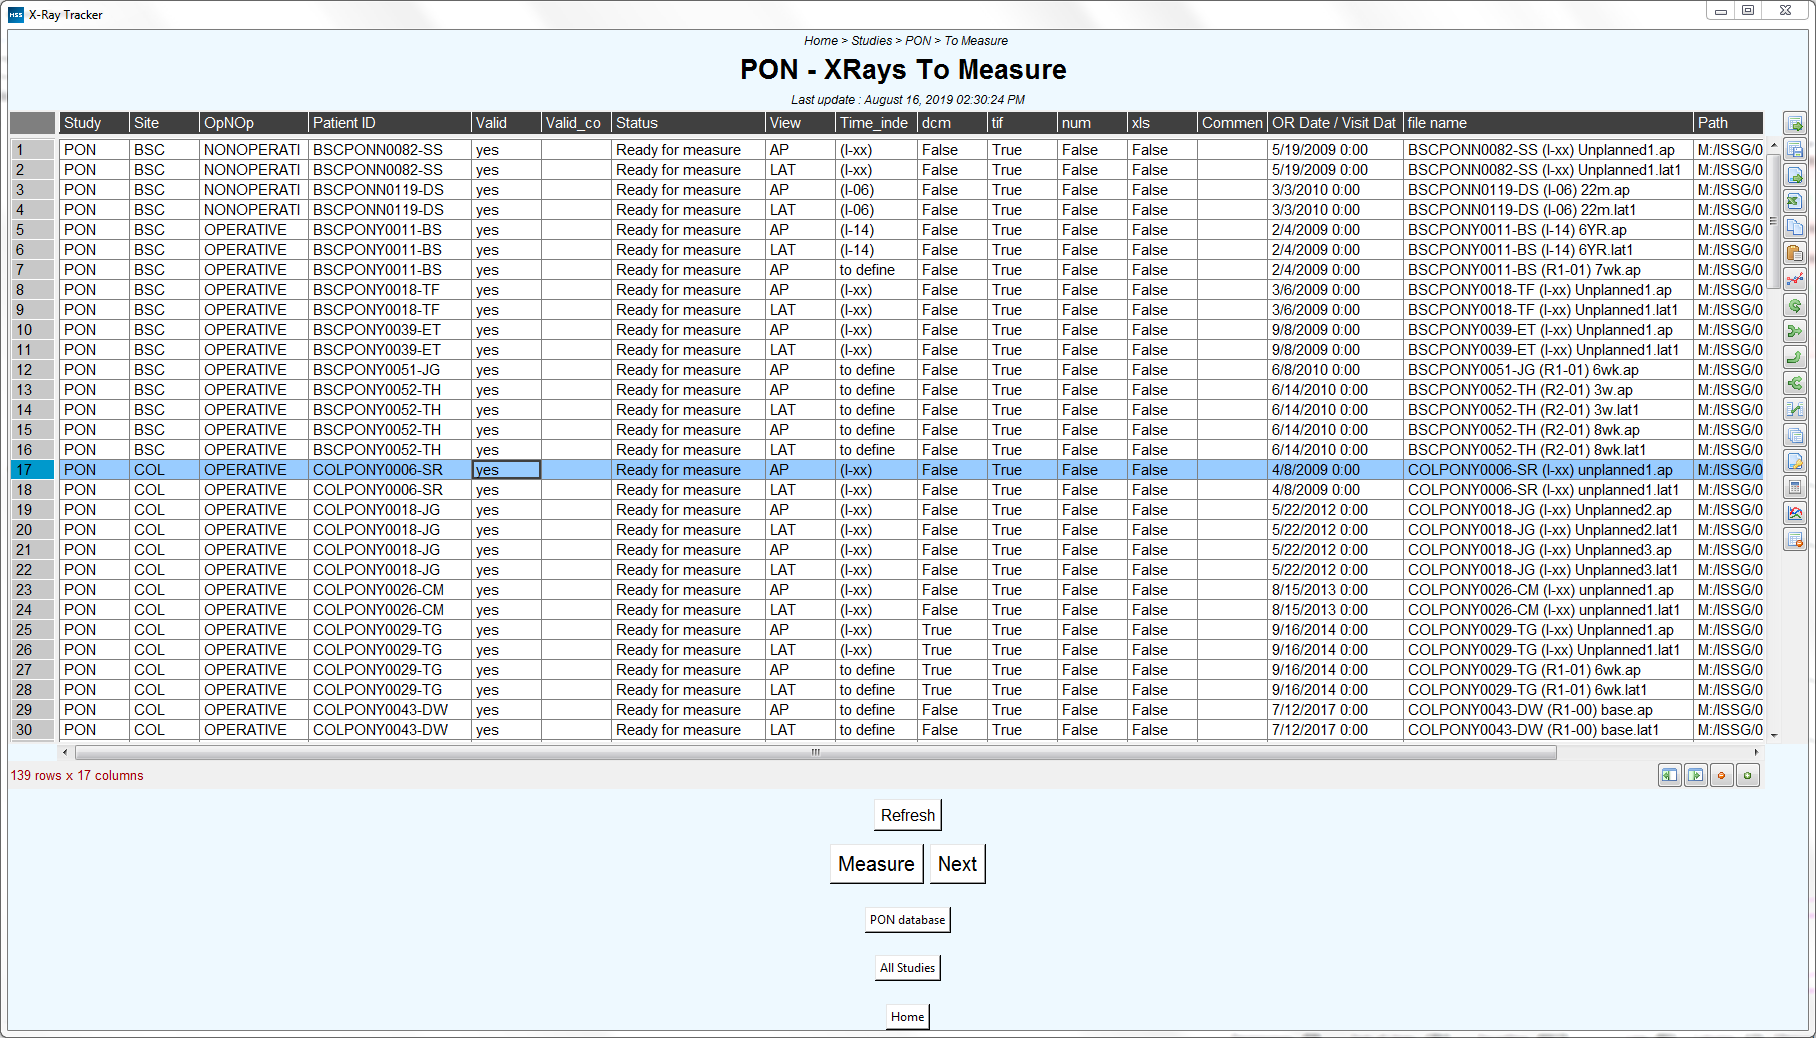 HSS X-Ray Tracker
Home > Studies > PON > To Measure
PON - XRays To Measure
Last update : August 16, 2019 02:30:24 PM
Study Site OpNOp Patient ID Valid Valid_co Status View Time_inde dcm tif num xls Commen OR Date / Visit Dat file name Path
1 PON BSC NONOPERATI BSCPONN0082-SS yes Ready for measure AP (I-xx) False True False False 5/19/2009 0:00 BSCPONN0082-SS (I-xx) Unplanned1.ap M:/ISSG/0
2 PON BSC NONOPERATI BSCPONN0082-SS yes Ready for measure LAT (I-xx) False True False False 5/19/2009 0:00 BSCPONN0082-SS (I-xx) Unplanned1.lat1 M:/ISSG/0
3 PON BSC NONOPERATI BSCPONN0119-DS yes Ready for measure AP (I-06) False True False False 3/3/2010 0:00 BSCPONN0119-DS (I-06) 22m.ap M:/ISSG/0
4 PON BSC NONOPERATI BSCPONN0119-DS yes Ready for measure LAT (I-06) False True False False 3/3/2010 0:00 BSCPONN0119-DS (I-06) 22m.lat1 M:/ISSG/0
5 PON BSC OPERATIVE BSCPONY0011-BS yes Ready for measure AP (I-14) False True False False 2/4/2009 0:00 BSCPONY0011-BS (I-14) 6YR.ap M:/ISSG/0
6 PON BSC OPERATIVE BSCPONY0011-BS yes Ready for measure LAT (I-14) False True False False 2/4/2009 0:00 BSCPONY0011-BS (I-14) 6YR.lat1 M:/ISSG/0
7 PON BSC OPERATIVE BSCPONY0011-BS yes Ready for measure AP to define False True False False 2/4/2009 0:00 BSCPONY0011-BS (R1-01) 7wk.ap M:/ISSG/0
8 PON BSC OPERATIVE BSCPONY0018-TF yes Ready for measure AP (I-xx) False True False False 3/6/2009 0:00 BSCPONY0018-TF (I-xx) Unplanned1.ap M:/ISSG/0
9 PON BSC OPERATIVE BSCPONY0018-TF yes Ready for measure LAT (I-xx) False True False False 3/6/2009 0:00 BSCPONY0018-TF (I-xx) Unplanned1.lat1 M:/ISSG/0
10 PON BSC OPERATIVE BSCPONY0039-ET yes Ready for measure AP (I-xx) False True False False 9/8/2009 0:00 BSCPONY0039-ET (I-xx) Unplanned1.ap M:/ISSG/0
11 PON BSC OPERATIVE BSCPONY0039-ET yes Ready for measure LAT (I-xx) False True False False 9/8/2009 0:00 BSCPONY0039-ET (I-xx) Unplanned1.lat1 M:/ISSG/0
12 PON BSC OPERATIVE BSCPONY0051-JG yes Ready for measure AP to define False True False False 6/8/2010 0:00 BSCPONY0051-JG (R1-01) 6wk.ap M:/ISSG/0
13 PON BSC OPERATIVE BSCPONY0052-TH yes Ready for measure AP to define False True False False 6/14/2010 0:00 BSCPONY0052-TH (R2-01) 3w.ap M:/ISSG/0
14 PON BSC OPERATIVE BSCPONY0052-TH yes Ready for measure LAT to define False True False False 6/14/2010 0:00 BSCPONY0052-TH (R2-01) 3w.lat1 M:/ISSG/0
15 PON BSC OPERATIVE BSCPONY0052-TH yes Ready for measure AP to define False True False False 6/14/2010 0:00 BSCPONY0052-TH (R2-01) 8wk.ap M:/ISSG/0
16 PON BSC OPERATIVE BSCPONY0052-TH yes Ready for measure LAT to define False True False False 6/14/2010 0:00 BSCPONY0052-TH (R2-01) 8wk.lat1 M:/ISSG/0
17 PON COL OPERATIVE COLPONY0006-SR yes Ready for measure AP (I-xx) False True False False 4/8/2009 0:00 COLPONY0006-SR (I-xx) unplanned1.ap M:/ISSG/0
18 PON COL OPERATIVE COLPONY0006-SR yes Ready for measure LAT (I-xx) False True False False 4/8/2009 0:00 COLPONY0006-SR (I-xx) unplanned1.lat1 M:/ISSG/0
19 PON COL OPERATIVE COLPONY0018-JG yes Ready for measure AP (I-xx) False True False False 5/22/2012 0:00 COLPONY0018-JG (I-xx) Unplanned2.ap M:/ISSG/0
20 PON COL OPERATIVE COLPONY0018-JG yes Ready for measure LAT (I-xx) False True False False 5/22/2012 0:00 COLPONY0018-JG (I-xx) Unplanned2.lat1 M:/ISSG/0
21 PON COL OPERATIVE COLPONY0018-JG yes Ready for measure AP (I-xx) False True False False 5/22/2012 0:00 COLPONY0018-JG (I-xx) Unplanned3.ap M:/ISSG/0
22 PON COL OPERATIVE COLPONY0018-JG yes Ready for measure LAT (I-xx) False True False False 5/22/2012 0:00 COLPONY0018-JG (I-xx) Unplanned3.lat1 M:/ISSG/0
23 PON COL OPERATIVE COLPONY0026-CM yes Ready for measure AP (I-xx) False True False False 8/15/2013 0:00 COLPONY0026-CM (I-xx) unplanned1.ap M:/ISSG/0
24 PON COL OPERATIVE COLPONY0026-CM yes Ready for measure LAT (I-xx) False True False False 8/15/2013 0:00 COLPONY0026-CM (I-xx) unplanned1.lat1 M:/ISSG/0
25 PON COL OPERATIVE COLPONY0029-TG yes Ready for measure AP (I-xx) True True False False 9/16/2014 0:00 COLPONY0029-TG (I-xx) Unplanned1.ap M:/ISSG/0
26 PON COL OPERATIVE COLPONY0029-TG yes Ready for measure LAT (I-xx) True True False False 9/16/2014 0:00 COLPONY0029-TG (I-xx) Unplanned1.lat1 M:/ISSG/0
27 PON COL OPERATIVE COLPONY0029-TG yes Ready for measure AP to define True True False False 9/16/2014 0:00 COLPONY0029-TG (R1-01) 6wk.ap M:/ISSG/0
28 PON COL OPERATIVE COLPONY0029-TG yes Ready for measure LAT to define True True False False 9/16/2014 0:00 COLPONY0029-TG (R1-01) 6wk.lat1 M:/ISSG/0
29 PON COL OPERATIVE COLPONY0043-DW yes Ready for measure AP to define False True False False 7/12/2017 0:00 COLPONY0043-DW (R1-00) base.ap M:/ISSG/0
30 PON COL OPERATIVE COLPONY0043-DW yes Ready for measure LAT to define False True False False 7/12/2017 0:00 COLPONY0043-DW (R1-00) base.lat1 M:/ISSG/0
139 rows x 17 columns
Refresh
Measure Next
PON database
All Studies
Home